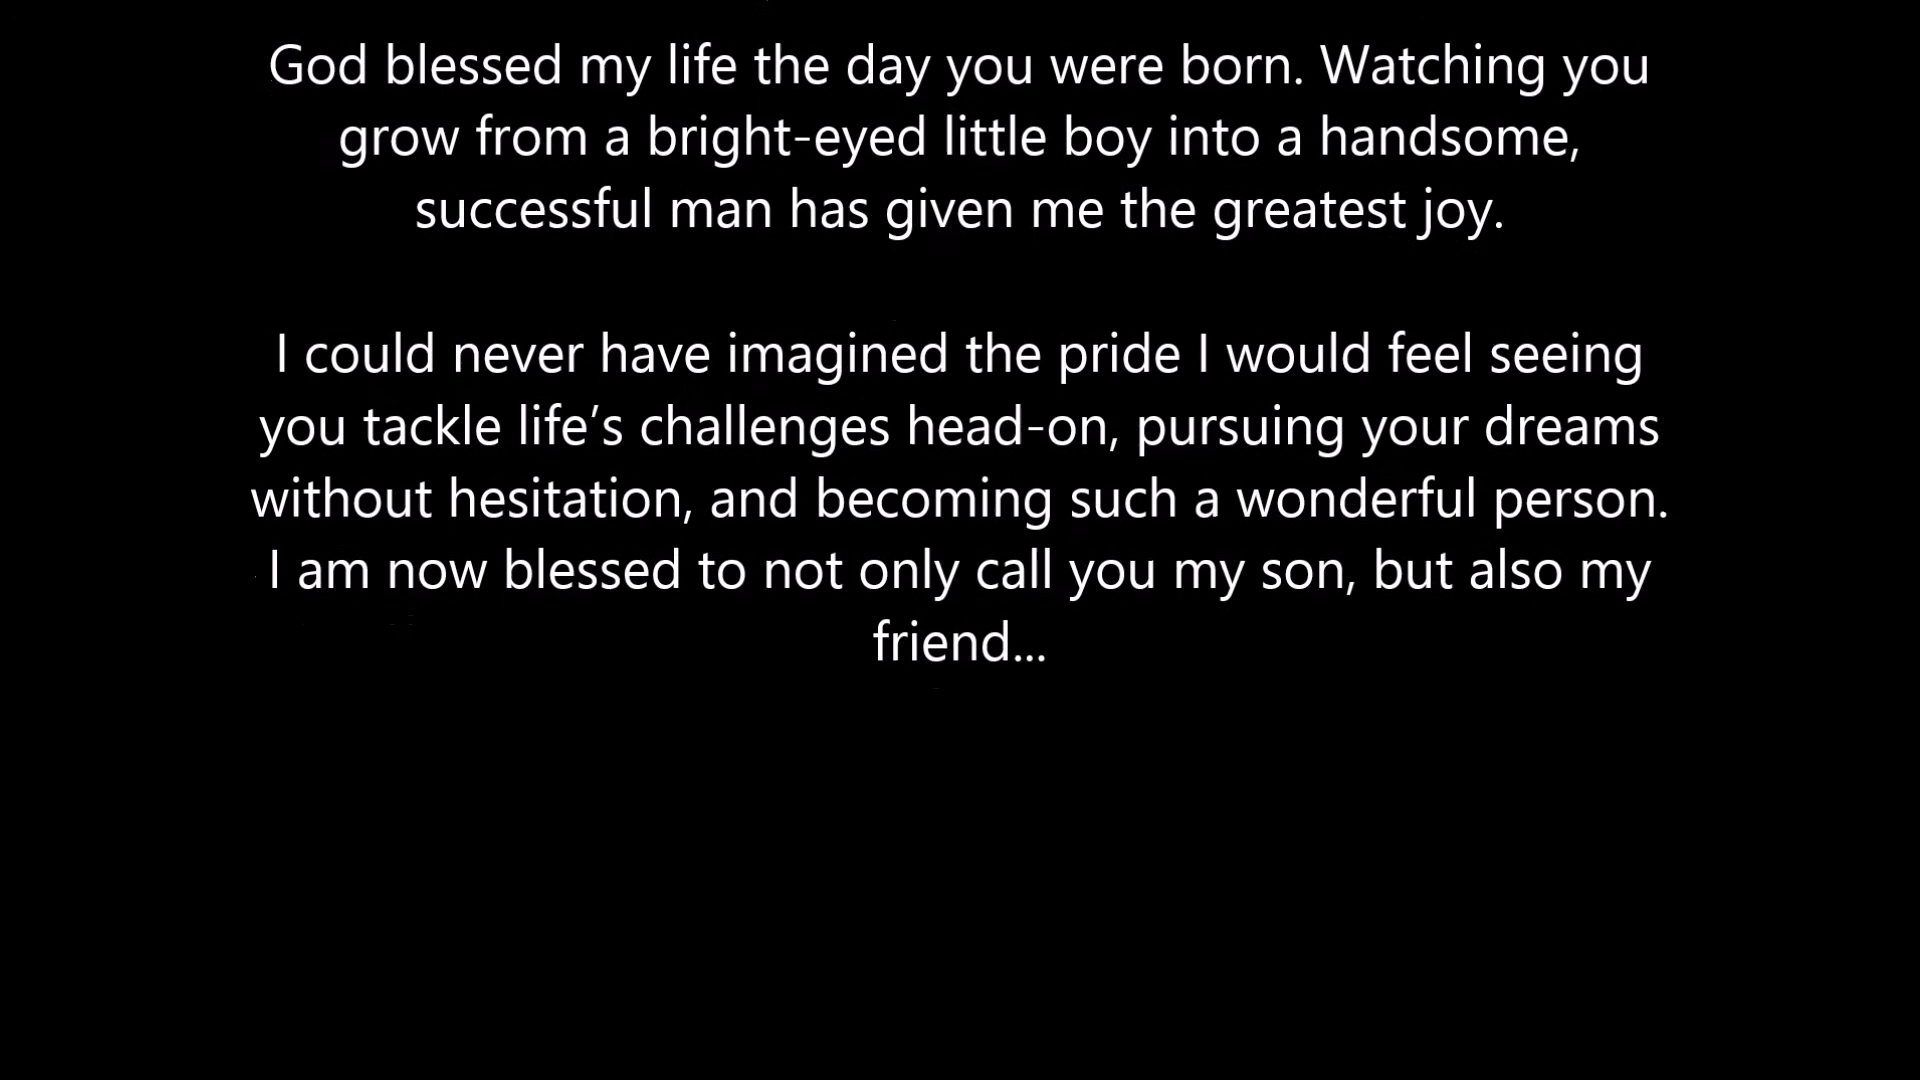 God blessed my life the day you were born. Watching you
grow from a bright-eyed little boy into a handsome,
successful man has given me the greatest joy.
I could never have imagined the pride I would feel seeing
you tackle life’s challenges head-on, pursuing your dreams
without hesitation, and becoming such a wonderful person.
I am now blessed to not only call you my son, but also my
friend...